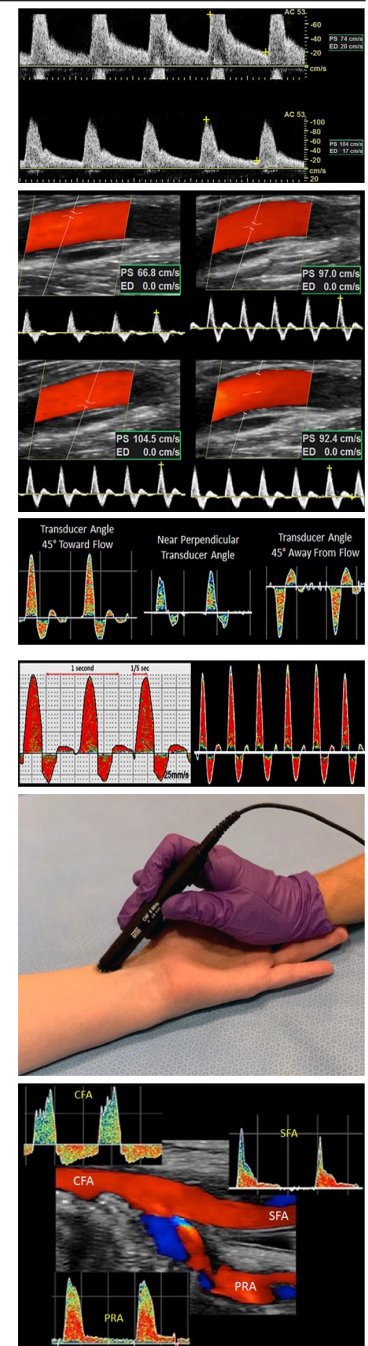 AC 53
-60
-40
-20
cm/s
PS 74 cm/s
ED 20 cm/s
AC 53
-100
-80
-60
-40
-20
cm/s
20
PS 104 cm/s
ED 17 cm/s
PS 66.8 cm/s
ED 0.0 cm/s
PS 97.0 cm/s
ED 0.0 cm/s
PS 104.5 cm/s
ED 0.0 cm/s
PS 92.4 cm/s
ED 0.0 cm/s
Transducer Angle
45° Toward Flow
Near Perpendicular
Transducer Angle
Transducer Angle
45° Away From Flow
1 second
1/5 sec
25mm/s
CFA
SFA
CFA
SFA
PRA
PRA